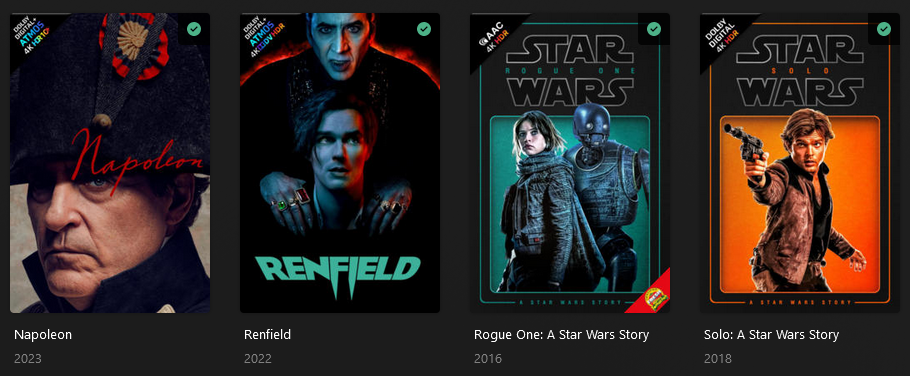 DOLBY
DIGITAL+
ATMOS
4K HDR
Napoleon
Napoleon
2023
DOLBY
DIGITAL+
ATMOS
4K DV HDR
RENFIELD
Renfield
2022
AAC
4K HDR
STAR
ROGUE ONE
WARS
A STAR WARS STORY
Rogue One: A Star Wars Story
2016
DOLBY
DIGITAL
4K HDR
STAR
SOLO
WARS
A STAR WARS STORY
Solo: A Star Wars Story
2018